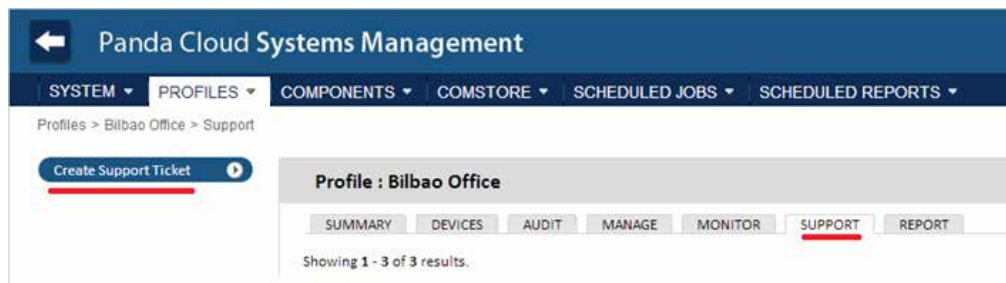 Panda Cloud Systems Management
SYSTEM PROFILES COMPONENTS COMSTORE SCHEDULED JOBS SCHEDULED REPORTS
Profiles > Bilbao Office > Support
Create Support Ticket
Profile : Bilbao Office
SUMMARY DEVICES AUDIT MANAGE MONITOR SUPPORT REPORT
Showing 1 - 3 of 3 results.